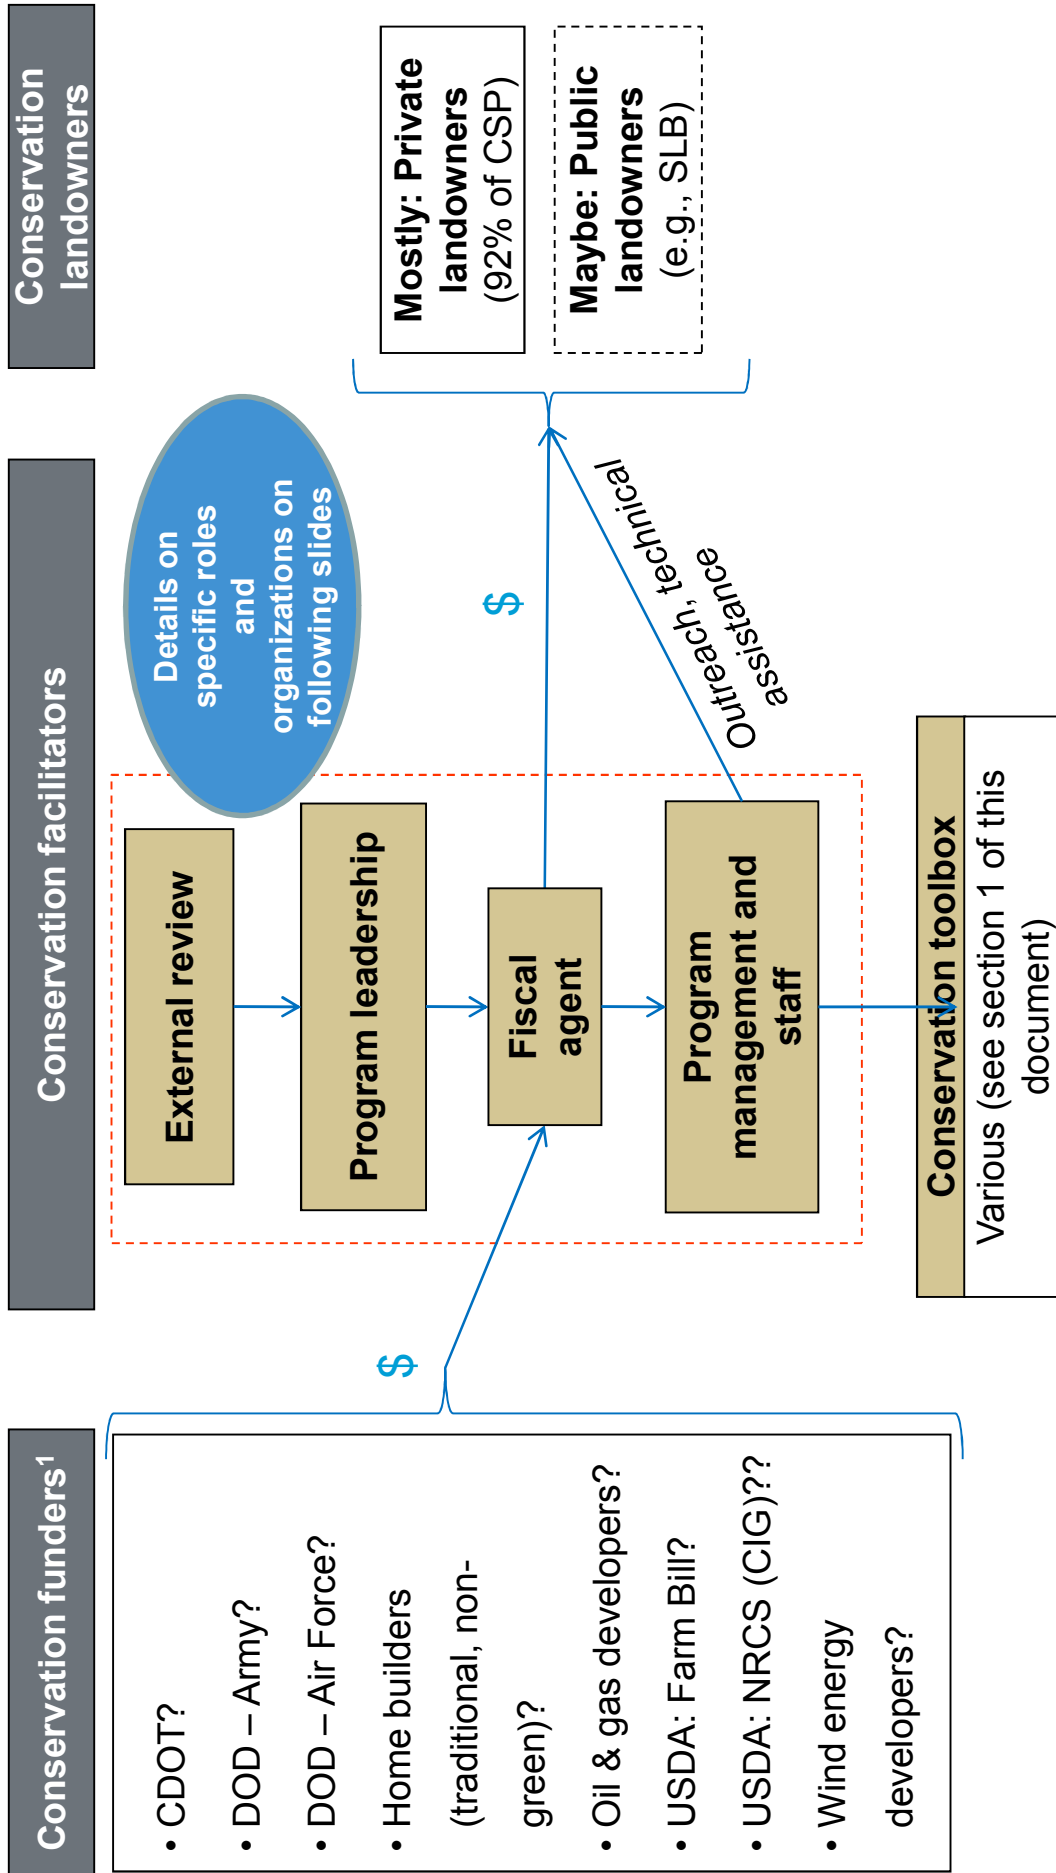 Conservation funders¹
• CDOT?
• DOD – Army?
• DOD – Air Force?
• Home builders
(traditional, non-
green)?
• Oil & gas developers?
• USDA: Farm Bill?
• USDA: NRCS (CIG)??
• Wind energy
developers?
$
Conservation facilitators
External review
Program leadership
Fiscal
agent
Program
management and
staff
Conservation toolbox
Various (see section 1 of this
document)
Details on
specific roles
and
organizations on
following slides
$
Outreach, technical
assistance
Conservation
landowners
Mostly: Private
landowners
(92% of CSP)
Maybe: Public
landowners
(e.g., SLB)